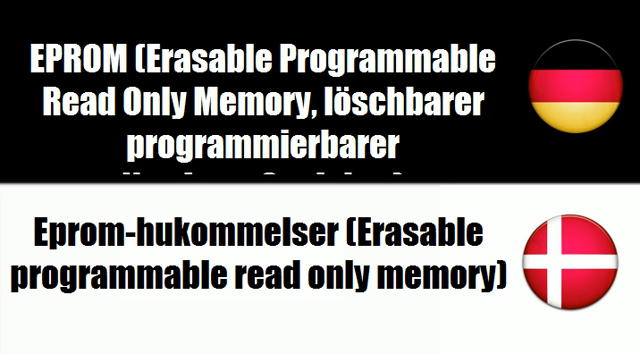 EPROM (Erasable Programmable
Read Only Memory, löschbarer
programmierbarer
Eprom-hukommelser (Erasable
programmable read only memory)